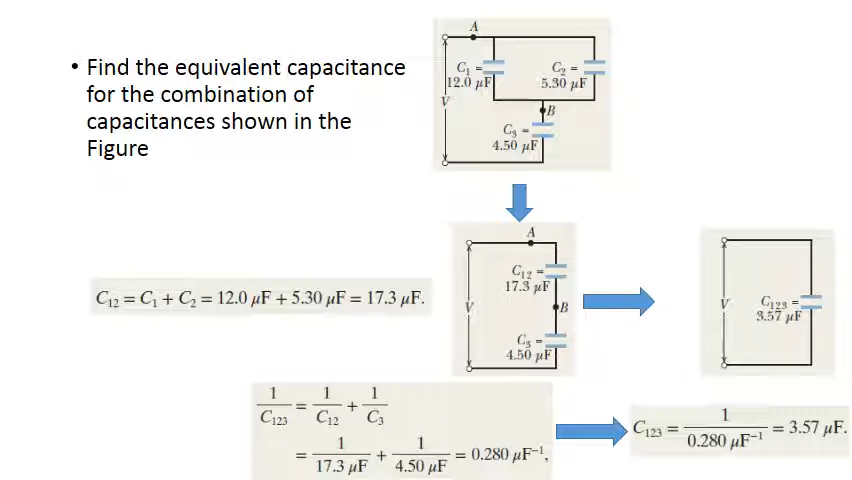 • Find the equivalent capacitance
for the combination of
capacitances shown in the
Figure
A
C₁ =
12.0 μF
C₂ =
5.30 μF
V
B
C₃ =
4.50 μF
A
C₁₂ =
17.3 μF
V
B
C₃ =
4.50 μF
V
C₁₂₃ =
3.57 μF
C₁₂ = C₁ + C₂ = 12.0 μF + 5.30 μF = 17.3 μF.
1/C₁₂₃ = 1/C₁₂ + 1/C₃
= 1/17.3 μF + 1/4.50 μF = 0.280 μF⁻¹,
C₁₂₃ = 1/0.280 μF⁻¹ = 3.57 μF.